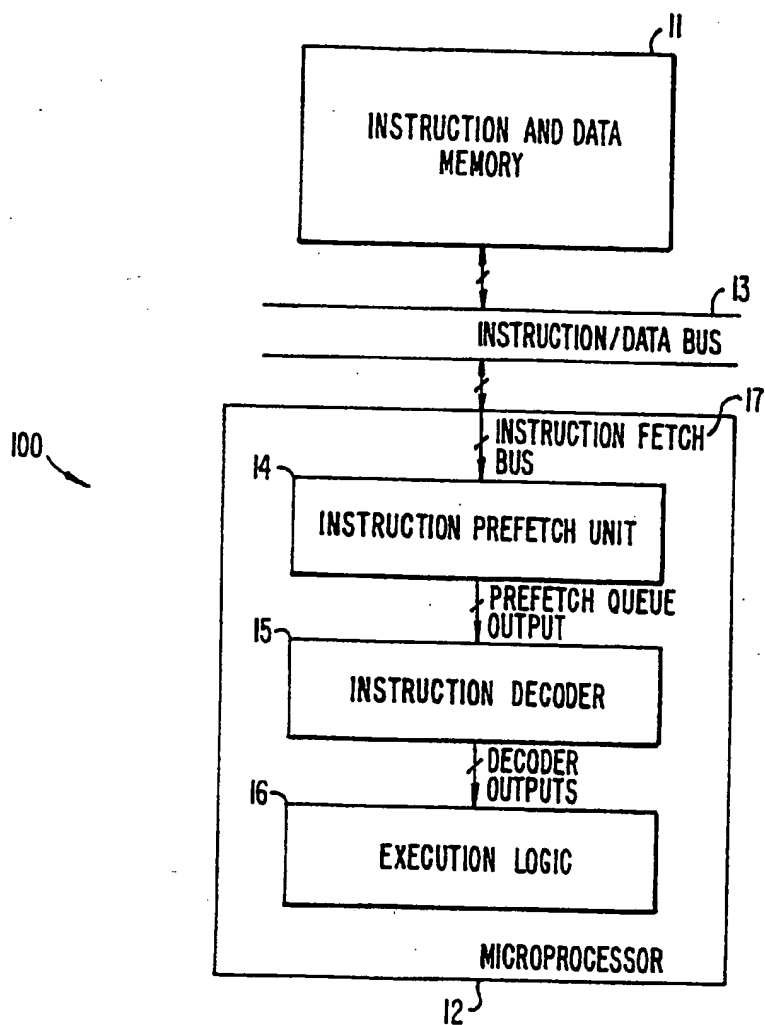 11
INSTRUCTION AND DATA
MEMORY
13
INSTRUCTION/DATA BUS
17
INSTRUCTION FETCH
BUS
100
14
INSTRUCTION PREFETCH UNIT
PREFETCH QUEUE
OUTPUT
15
INSTRUCTION DECODER
DECODER
OUTPUTS
16
EXECUTION LOGIC
MICROPROCESSOR
12